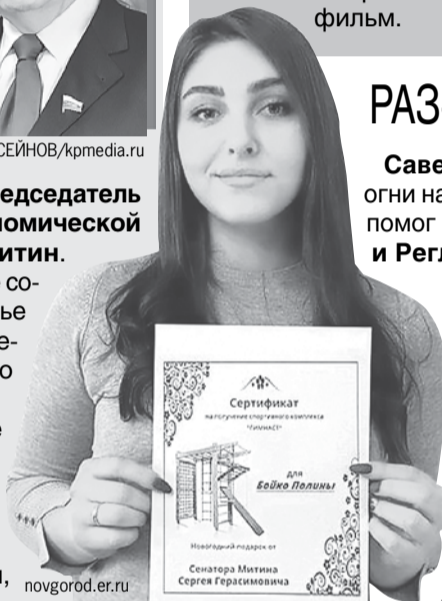 фильм.
СЕЙНОВ/kpmedia.ru
РАЗ
едседатель
номической
итин.
со-
ье
е-
о
е
Саве
огни на
помог
и Регл
Сертификат
на получение спортивного комплекса
"ГИМНАСТ"
для
Бойко Полины
Новогодний подарок от
Сенатора Митина
Сергея Герасимовича
novgorod.er.ru